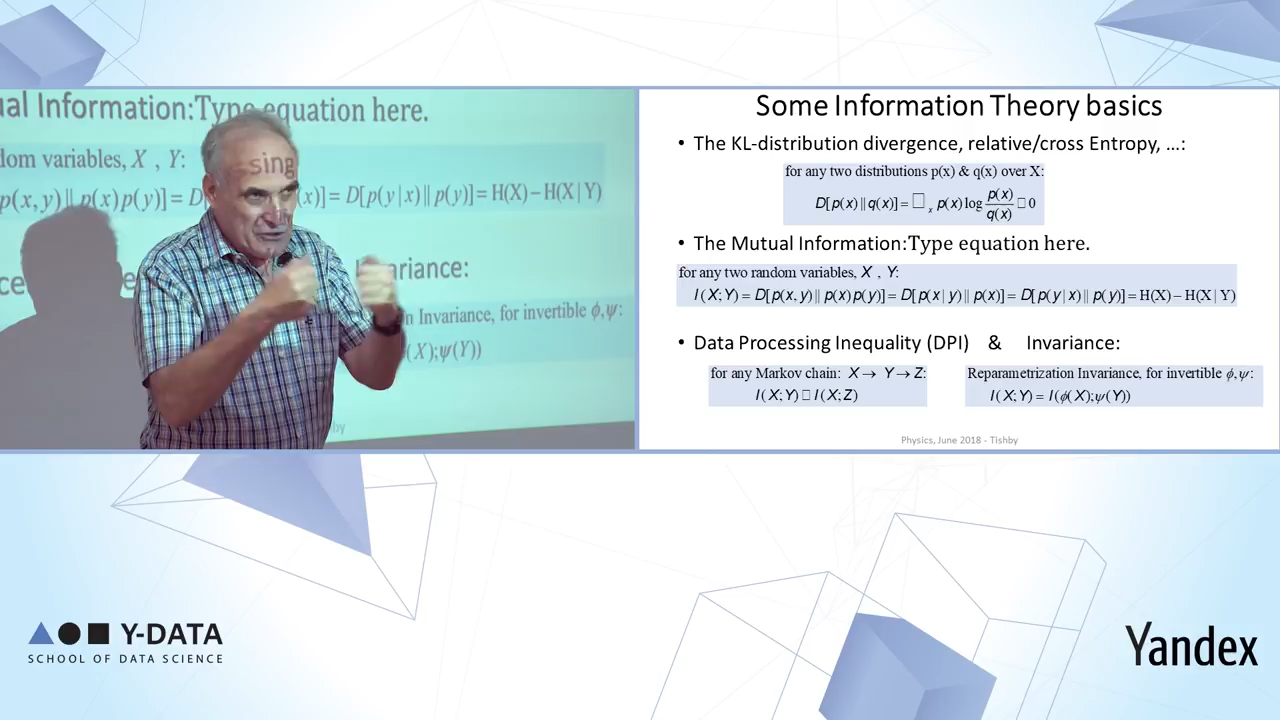 ual Information:Type equation here.
sing
dom variables, X , Y:
p(x,y) || p(x)p(y)] = D (x)] = D[p(y|x) || p(y)] = H(X) – H(X|Y)
ce variance:
n Invariance, for invertible ϕ,ψ:
(X);ψ(Y))
by
Some Information Theory basics
• The KL-distribution divergence, relative/cross Entropy, ...:
for any two distributions p(x) & q(x) over X:
D[p(x) || q(x)] = □ x p(x) log p(x)/q(x) □ 0
• The Mutual Information:Type equation here.
for any two random variables, X , Y:
I(X;Y) = D[p(x,y) || p(x)p(y)] = D[p(x|y) || p(x)] = D[p(y|x) || p(y)] = H(X) – H(X|Y)
• Data Processing Inequality (DPI) & Invariance:
for any Markov chain: X → Y → Z:
I(X;Y) □ I(X;Z)
Reparametrization Invariance, for invertible ϕ,ψ:
I(X;Y) = I(ϕ(X);ψ(Y))
Physics, June 2018 - Tishby
Y-DATA
SCHOOL OF DATA SCIENCE
Yandex